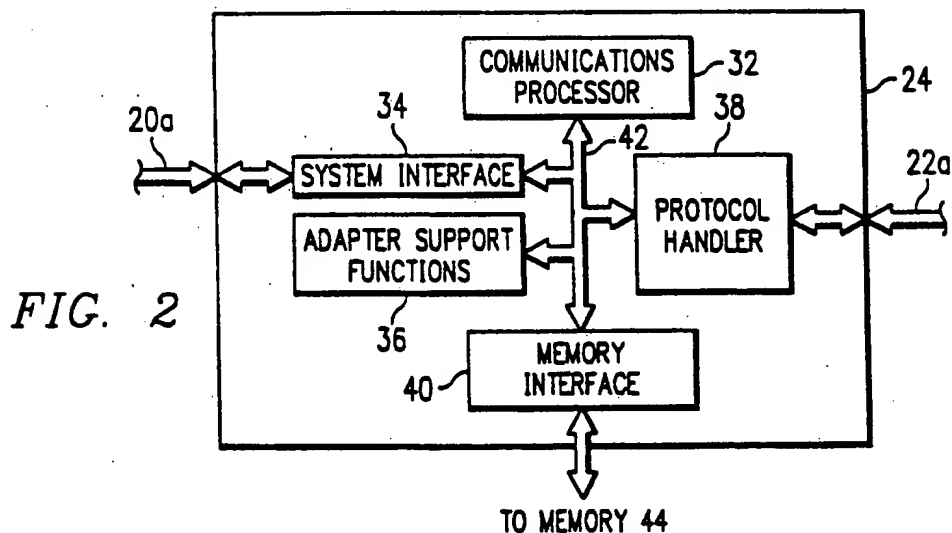 COMMUNICATIONS
PROCESSOR
32
24
20a
34
42
38
22a
SYSTEM INTERFACE
PROTOCOL
HANDLER
ADAPTER SUPPORT
FUNCTIONS
FIG. 2
36
MEMORY
INTERFACE
40
TO MEMORY 44